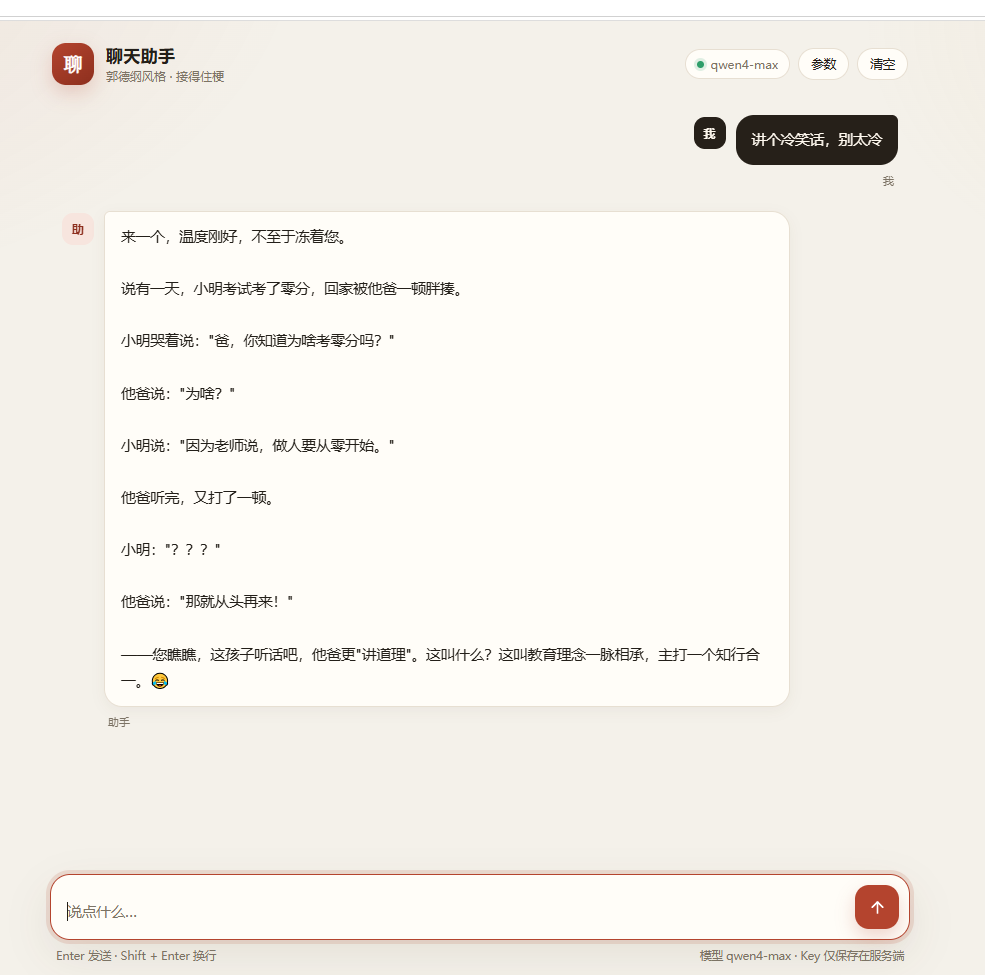 聊
聊天助手
郭德纲风格 · 接得住梗
qwen4-max
参数
清空
我
讲个冷笑话，别太冷
我
助
来一个，温度刚好，不至于冻着您。
说有一天，小明考试考了零分，回家被他爸一顿胖揍。
小明哭着说："爸，你知道为啥考零分吗？"
他爸说："为啥？"
小明说："因为老师说，做人要从零开始。"
他爸听完，又打了一顿。
小明："？？？"
他爸说："那就从头再来！"
——您瞧瞧，这孩子听话吧，他爸更"讲道理"。这叫什么？这叫教育理念一脉相承，主打一个知行合
一。😂
助手
说点什么...
Enter 发送 · Shift + Enter 换行
模型 qwen4-max · Key 仅保存在服务端